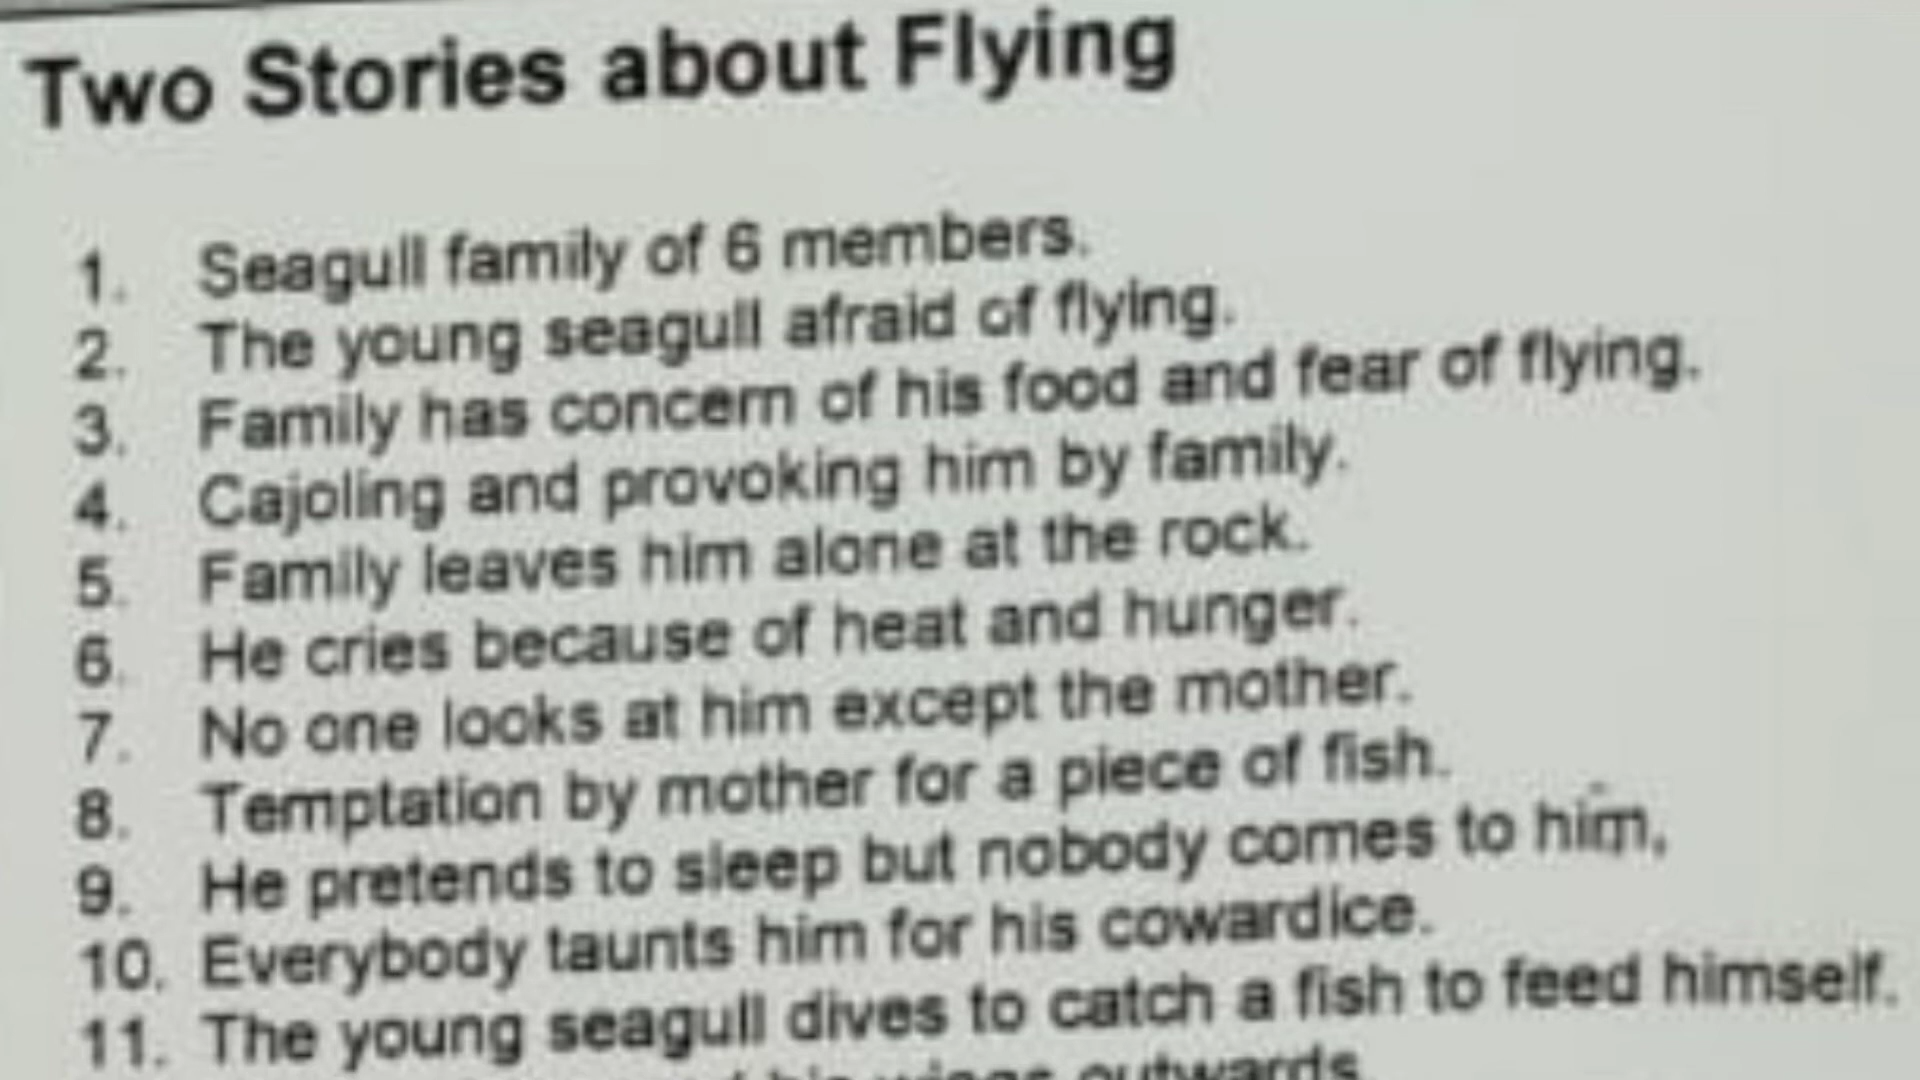 Two Stories about Flying
1. Seagull family of 6 members.
2. The young seagull afraid of flying.
3. Family has concern of his food and fear of flying.
4. Cajoling and provoking him by family.
5. Family leaves him alone at the rock.
6. He cries because of heat and hunger.
7. No one looks at him except the mother.
8. Temptation by mother for a piece of fish.
9. He pretends to sleep but nobody comes to him.
10. Everybody taunts him for his cowardice.
11. The young seagull dives to catch a fish to feed himself.
his wings outwards.